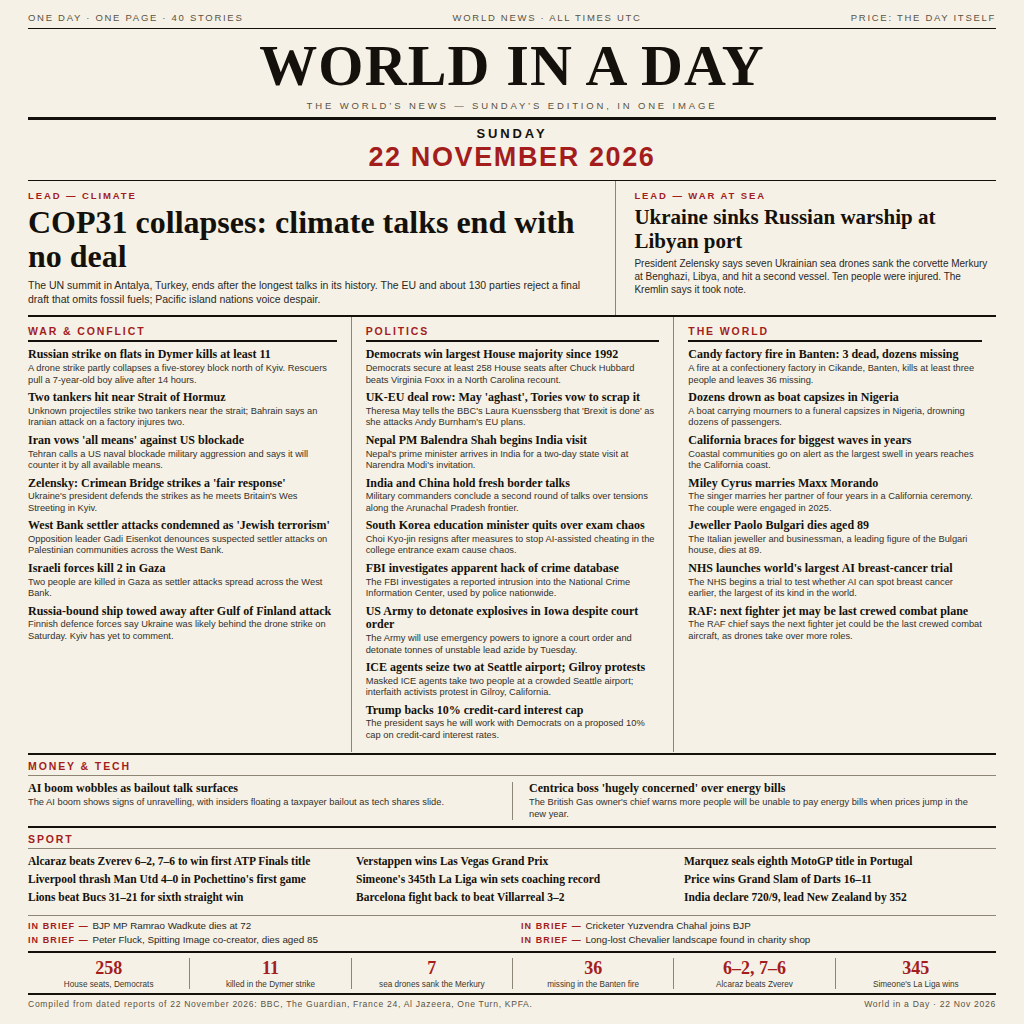 ONE DAY · ONE PAGE · 40 STORIES
WORLD NEWS · ALL TIMES UTC
PRICE: THE DAY ITSELF
WORLD IN A DAY
THE WORLD'S NEWS — SUNDAY'S EDITION, IN ONE IMAGE
SUNDAY
22 NOVEMBER 2026
LEAD — CLIMATE
COP31 collapses: climate talks end with
no deal
The UN summit in Antalya, Turkey, ends after the longest talks in its history. The EU and about 130 parties reject a final
draft that omits fossil fuels; Pacific island nations voice despair.
LEAD — WAR AT SEA
Ukraine sinks Russian warship at
Libyan port
President Zelensky says seven Ukrainian sea drones sank the corvette Merkury
at Benghazi, Libya, and hit a second vessel. Ten people were injured. The
Kremlin says it took note.
WAR & CONFLICT
Russian strike on flats in Dymer kills at least 11
A drone strike partly collapses a five-storey block north of Kyiv. Rescuers
pull a 7-year-old boy alive after 14 hours.
Two tankers hit near Strait of Hormuz
Unknown projectiles strike two tankers near the strait; Bahrain says an
Iranian attack on a factory injures two.
Iran vows 'all means' against US blockade
Tehran calls a US naval blockade military aggression and says it will
counter it by all available means.
Zelensky: Crimean Bridge strikes a 'fair response'
Ukraine's president defends the strikes as he meets Britain's Wes
Streeting in Kyiv.
West Bank settler attacks condemned as 'Jewish terrorism'
Opposition leader Gadi Eisenkot denounces suspected settler attacks on
Palestinian communities across the West Bank.
Israeli forces kill 2 in Gaza
Two people are killed in Gaza as settler attacks spread across the West
Bank.
Russia-bound ship towed away after Gulf of Finland attack
Finnish defence forces say Ukraine was likely behind the drone strike on
Saturday. Kyiv has yet to comment.
POLITICS
Democrats win largest House majority since 1992
Democrats secure at least 258 House seats after Chuck Hubbard
beats Virginia Foxx in a North Carolina recount.
UK-EU deal row: May 'aghast', Tories vow to scrap it
Theresa May tells the BBC's Laura Kuenssberg that 'Brexit is done' as
she attacks Andy Burnham's EU plans.
Nepal PM Balendra Shah begins India visit
Nepal's prime minister arrives in India for a two-day state visit at
Narendra Modi's invitation.
India and China hold fresh border talks
Military commanders conclude a second round of talks over tensions
along the Arunachal Pradesh frontier.
South Korea education minister quits over exam chaos
Choi Kyo-jin resigns after measures to stop AI-assisted cheating in the
college entrance exam cause chaos.
FBI investigates apparent hack of crime database
The FBI investigates a reported intrusion into the National Crime
Information Center, used by police nationwide.
US Army to detonate explosives in Iowa despite court
order
The Army will use emergency powers to ignore a court order and
detonate tonnes of unstable lead azide by Tuesday.
ICE agents seize two at Seattle airport; Gilroy protests
Masked ICE agents take two people at a crowded Seattle airport;
interfaith activists protest in Gilroy, California.
Trump backs 10% credit-card interest cap
The president says he will work with Democrats on a proposed 10%
cap on credit-card interest rates.
THE WORLD
Candy factory fire in Banten: 3 dead, dozens missing
A fire at a confectionery factory in Cikande, Banten, kills at least three
people and leaves 36 missing.
Dozens drown as boat capsizes in Nigeria
A boat carrying mourners to a funeral capsizes in Nigeria, drowning
dozens of passengers.
California braces for biggest waves in years
Coastal communities go on alert as the largest swell in years reaches
the California coast.
Miley Cyrus marries Maxx Morando
The singer marries her partner of four years in a California ceremony.
The couple were engaged in 2025.
Jeweller Paolo Bulgari dies aged 89
The Italian jeweller and businessman, a leading figure of the Bulgari
house, dies at 89.
NHS launches world's largest AI breast-cancer trial
The NHS begins a trial to test whether AI can spot breast cancer
earlier, the largest of its kind in the world.
RAF: next fighter jet may be last crewed combat plane
The RAF chief says the next fighter jet could be the last crewed combat
aircraft, as drones take over more roles.
MONEY & TECH
AI boom wobbles as bailout talk surfaces
The AI boom shows signs of unravelling, with insiders floating a taxpayer bailout as tech shares slide.
Centrica boss 'hugely concerned' over energy bills
The British Gas owner's chief warns more people will be unable to pay energy bills when prices jump in the
new year.
SPORT
Alcaraz beats Zverev 6–2, 7–6 to win first ATP Finals title
Verstappen wins Las Vegas Grand Prix
Marquez seals eighth MotoGP title in Portugal
Liverpool thrash Man Utd 4–0 in Pochettino's first game
Simeone's 345th La Liga win sets coaching record
Price wins Grand Slam of Darts 16–11
Lions beat Bucs 31–21 for sixth straight win
Barcelona fight back to beat Villarreal 3–2
India declare 720/9, lead New Zealand by 352
IN BRIEF — BJP MP Ramrao Wadkute dies at 72
IN BRIEF — Cricketer Yuzvendra Chahal joins BJP
IN BRIEF — Peter Fluck, Spitting Image co-creator, dies aged 85
IN BRIEF — Long-lost Chevalier landscape found in charity shop
258
House seats, Democrats
11
killed in the Dymer strike
7
sea drones sank the Merkury
36
missing in the Banten fire
6–2, 7–6
Alcaraz beats Zverev
345
Simeone's La Liga wins
Compiled from dated reports of 22 November 2026: BBC, The Guardian, France 24, Al Jazeera, One Turn, KPFA.
World in a Day · 22 Nov 2026